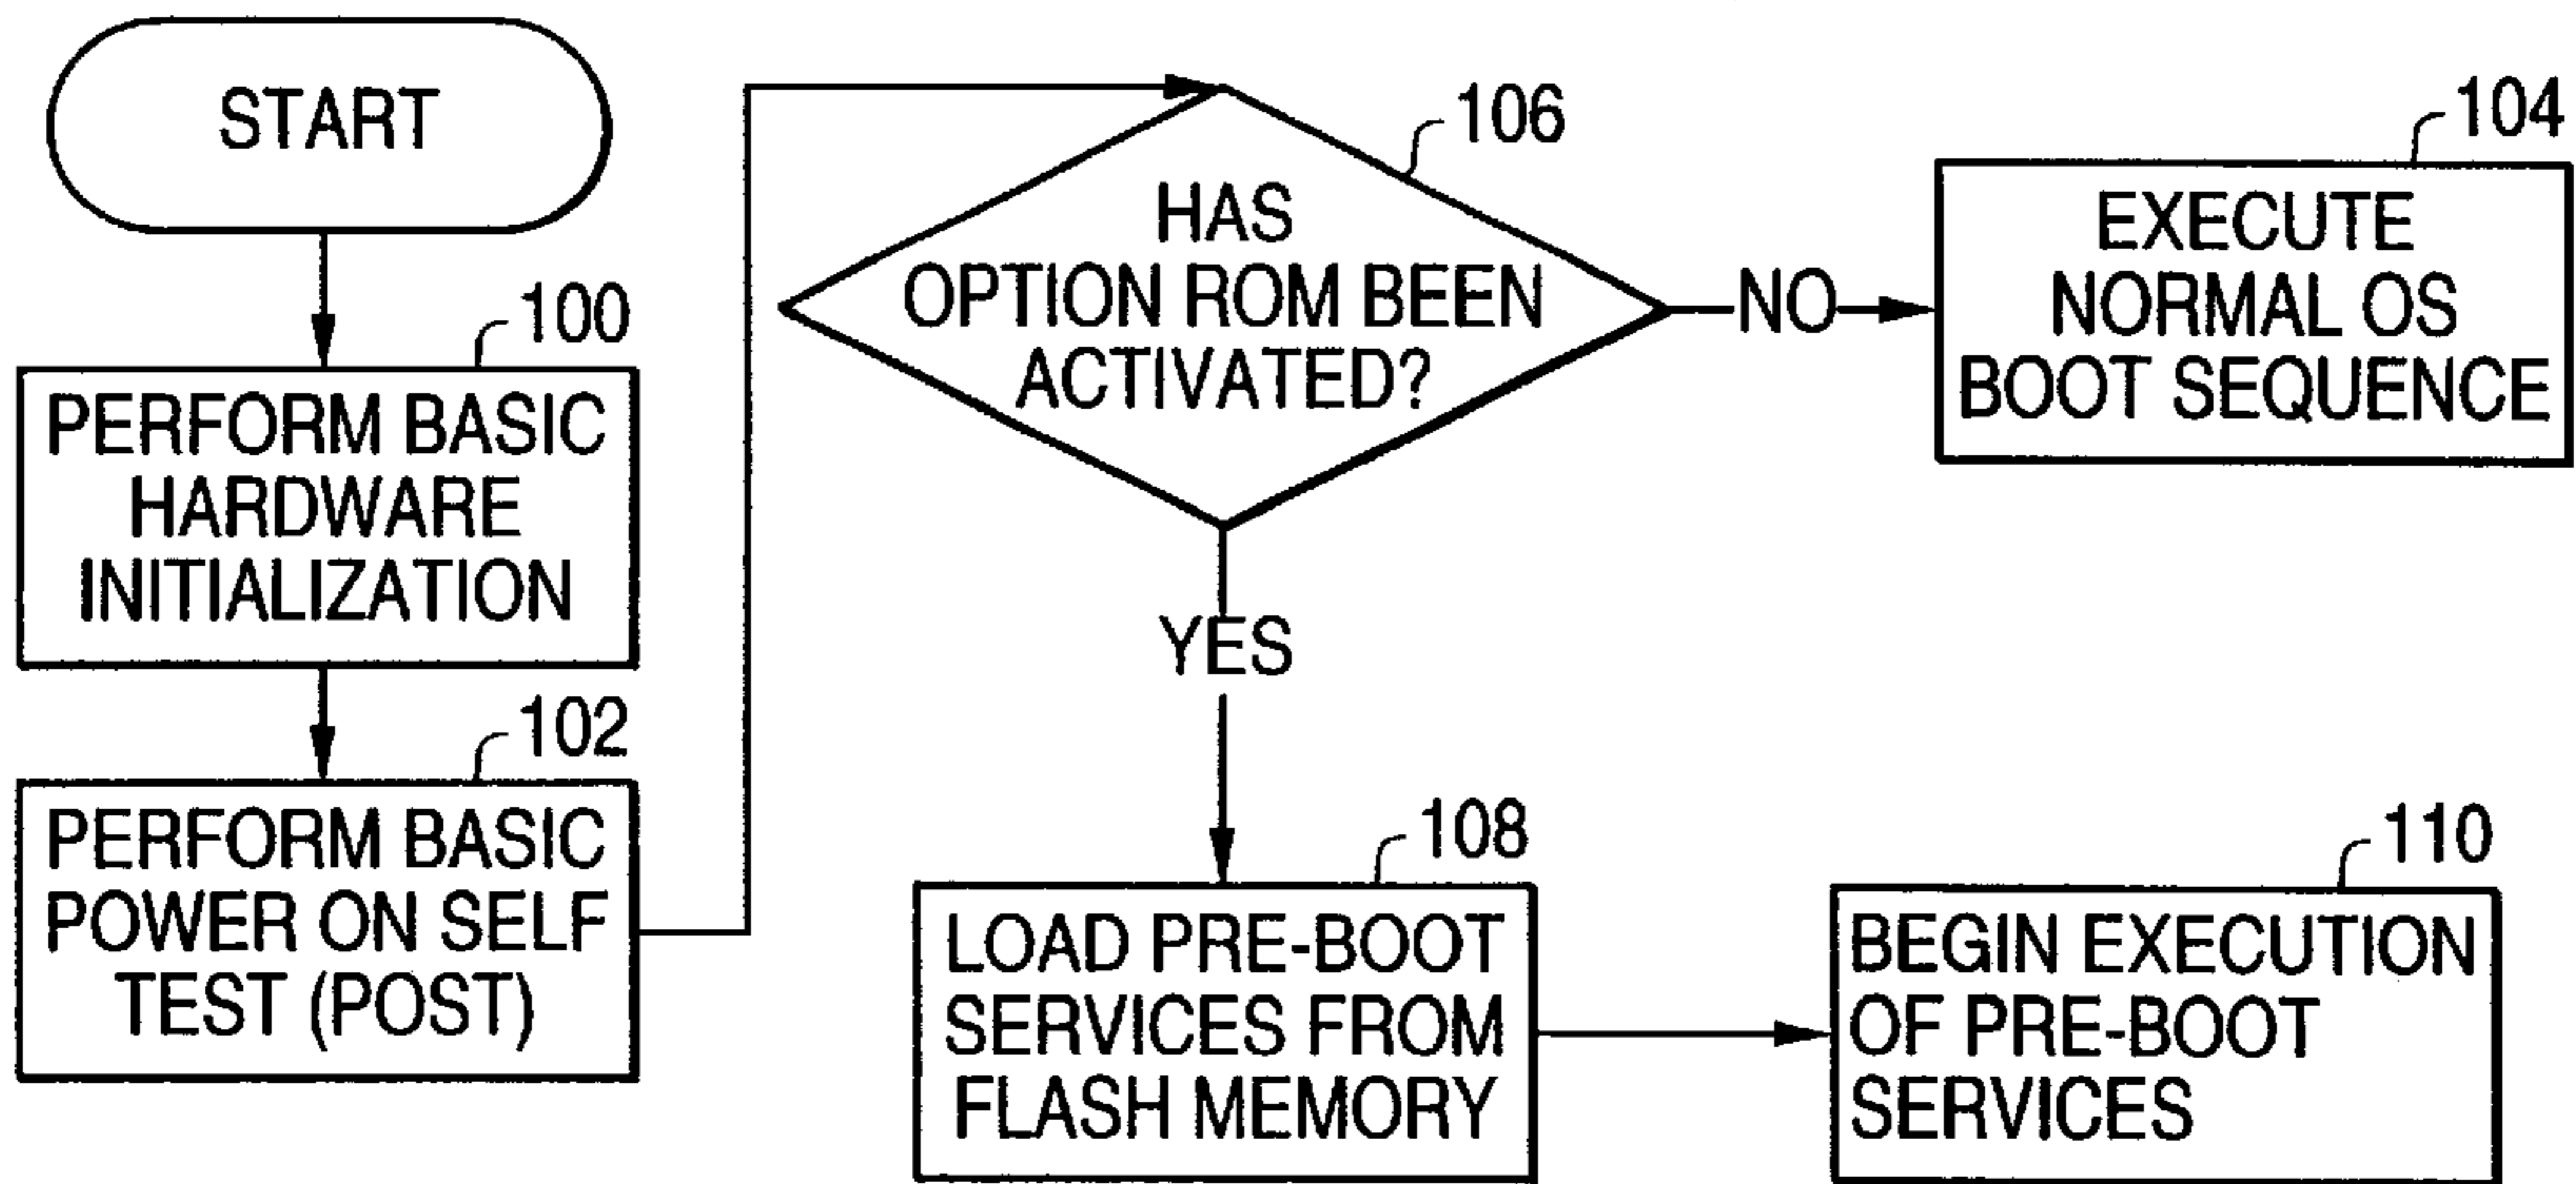 START
100
PERFORM BASIC
HARDWARE
INITIALIZATION
102
PERFORM BASIC
POWER ON SELF
TEST (POST)
106
HAS
OPTION ROM BEEN
ACTIVATED?
NO
104
EXECUTE
NORMAL OS
BOOT SEQUENCE
YES
108
LOAD PRE-BOOT
SERVICES FROM
FLASH MEMORY
110
BEGIN EXECUTION
OF PRE-BOOT
SERVICES